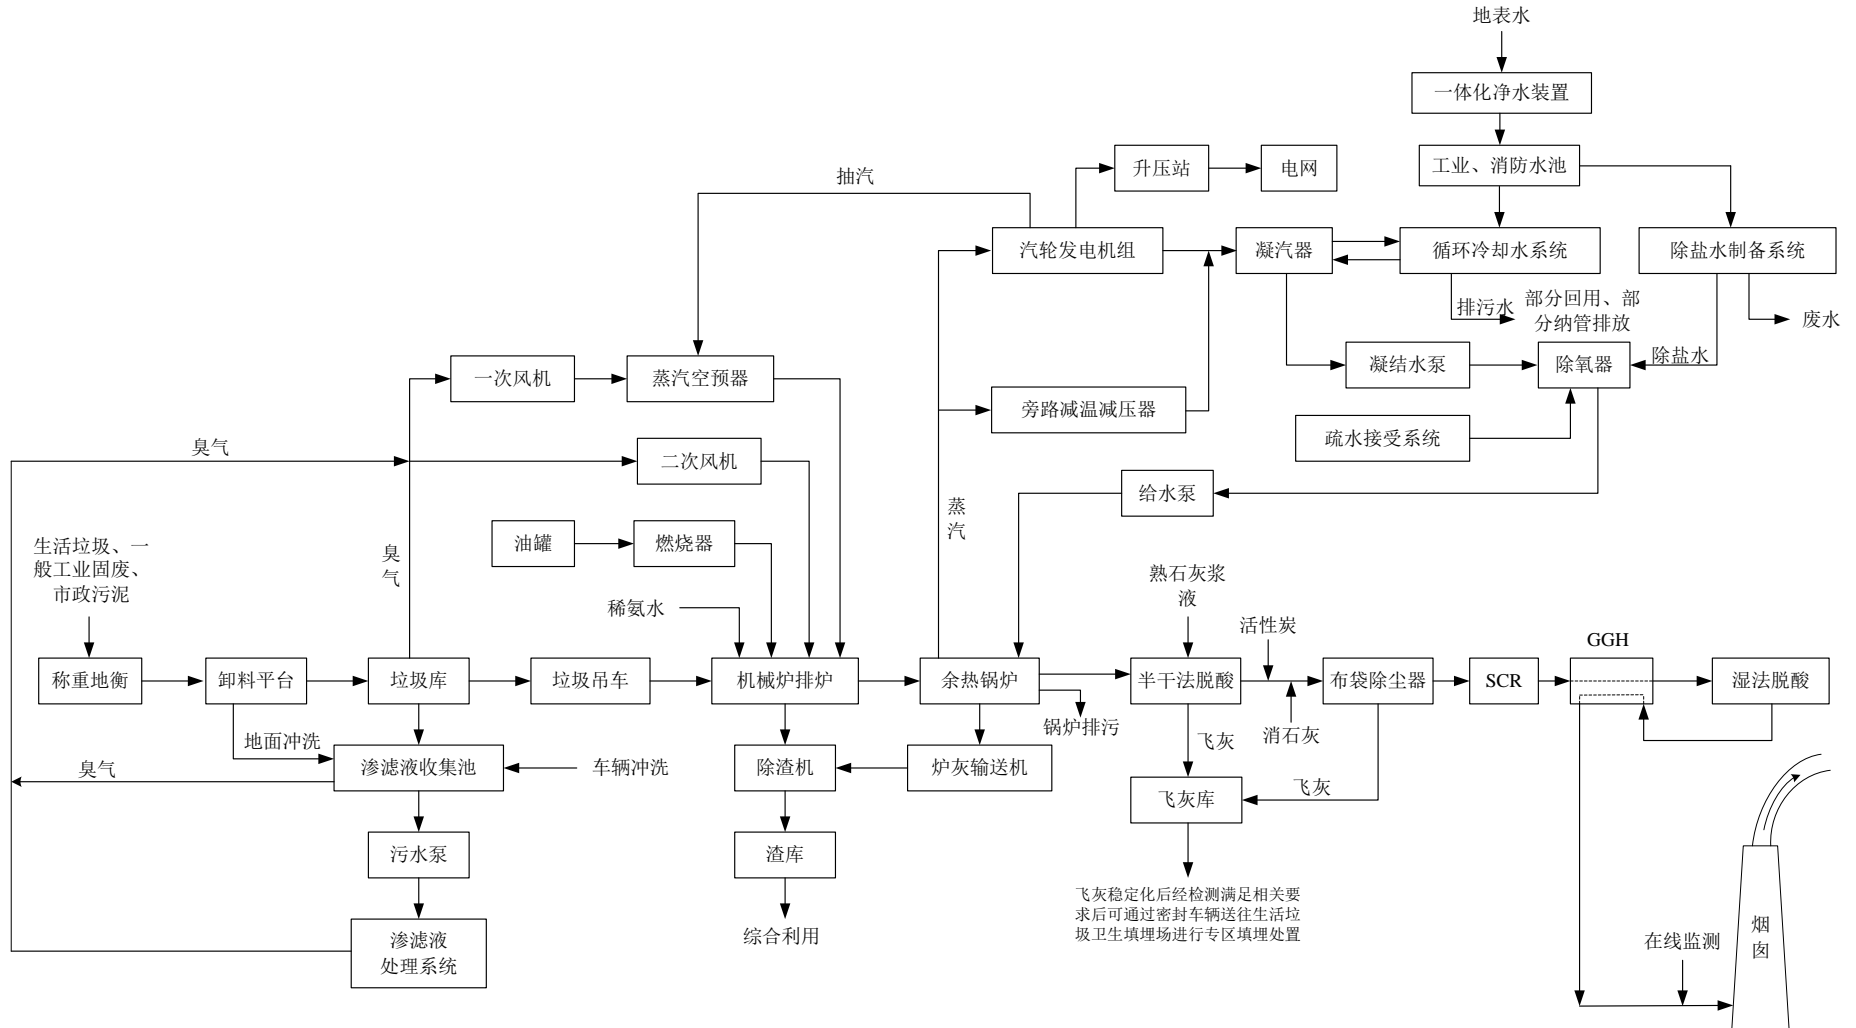 地表水
一体化净水装置
升压站
电网
工业、消防水池
抽汽
汽轮发电机组
凝汽器
循环冷却水系统
除盐水制备系统
排污水
部分回用、部
分纳管排放
废水
一次风机
蒸汽空预器
凝结水泵
除氧器
除盐水
旁路减温减压器
疏水接受系统
臭气
二次风机
给水泵
蒸
汽
油罐
燃烧器
生活垃圾、一
般工业固废、
市政污泥
臭
气
稀氨水
熟石灰浆
液
活性炭
GGH
称重地衡
卸料平台
垃圾库
垃圾吊车
机械炉排炉
余热锅炉
半干法脱酸
布袋除尘器
SCR
湿法脱酸
地面冲洗
锅炉排污
飞灰
消石灰
臭气
渗滤液收集池
车辆冲洗
除渣机
炉灰输送机
飞灰库
飞灰
污水泵
渣库
飞灰稳定化后经检测满足相关要
求后可通过密封车辆送往生活垃
圾卫生填埋场进行专区填埋处置
综合利用
渗滤液
处理系统
在线监测
烟
囱